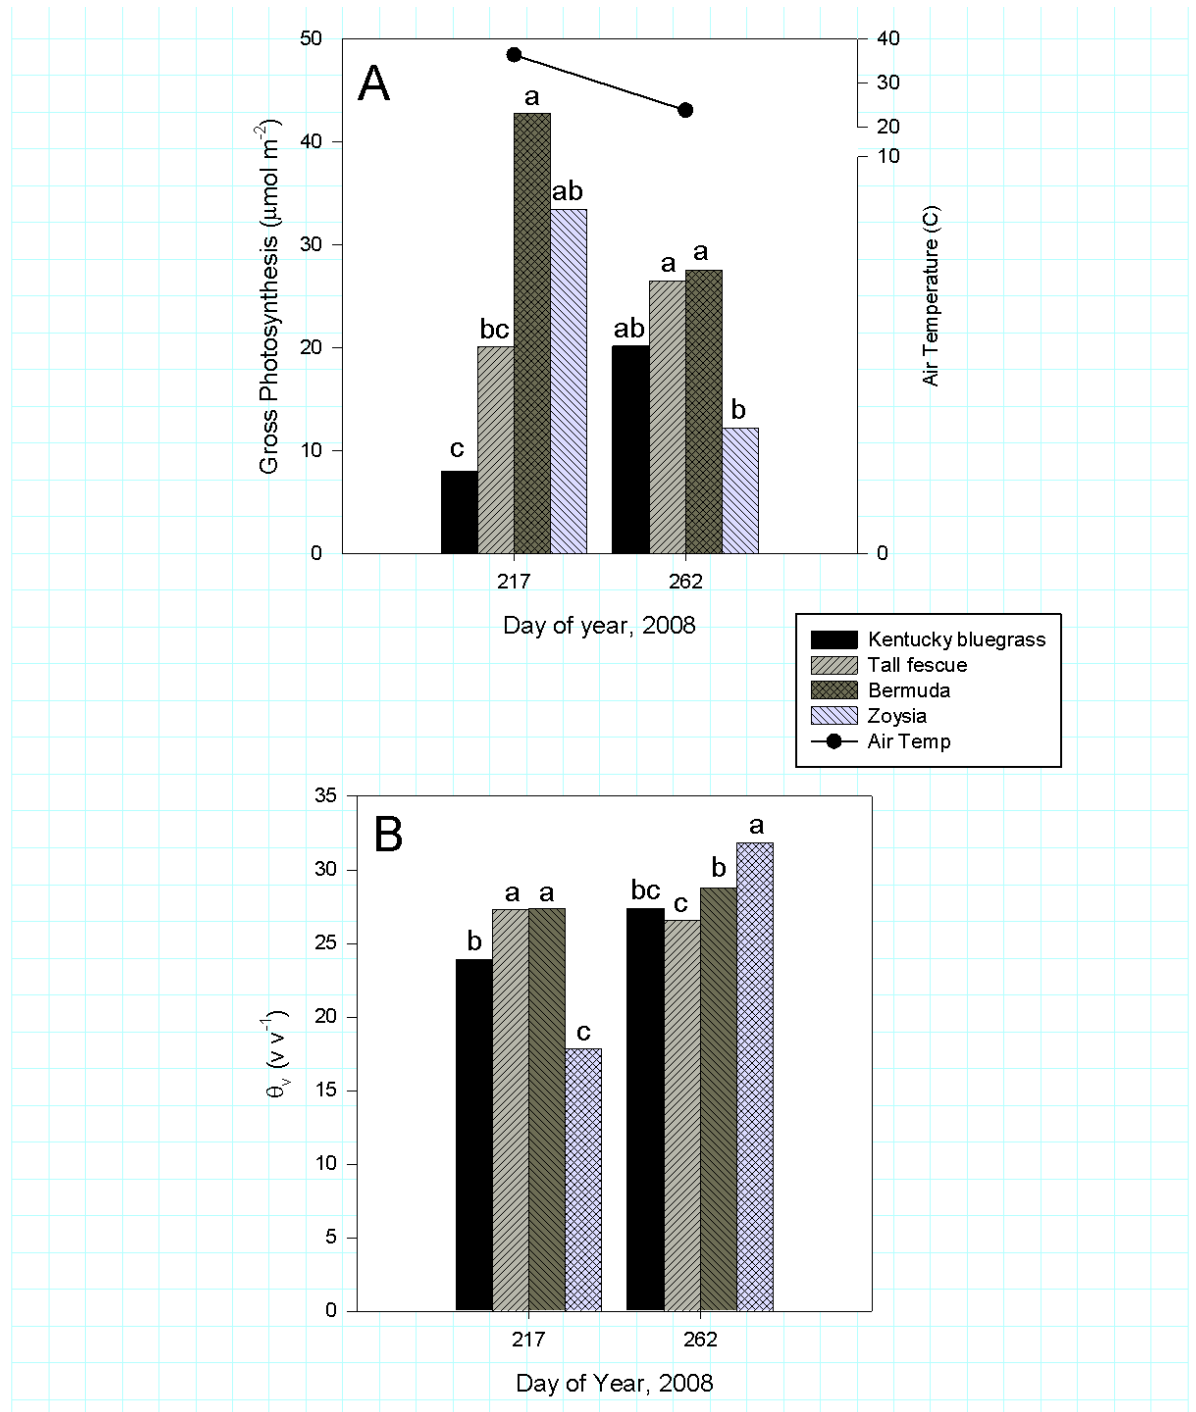 50
40
30
20
10
0
Gross Photosynthesis (μmol m⁻²)
A
a
ab
bc
c
a
a
ab
b
40
30
20
10
0
Air Temperature (C)
217
262
Day of year, 2008
Kentucky bluegrass
Tall fescue
Bermuda
Zoysia
Air Temp
35
30
25
20
15
10
5
0
θᵥ (v v⁻¹)
B
b
a a
c
bc
c
b
a
217
262
Day of Year, 2008